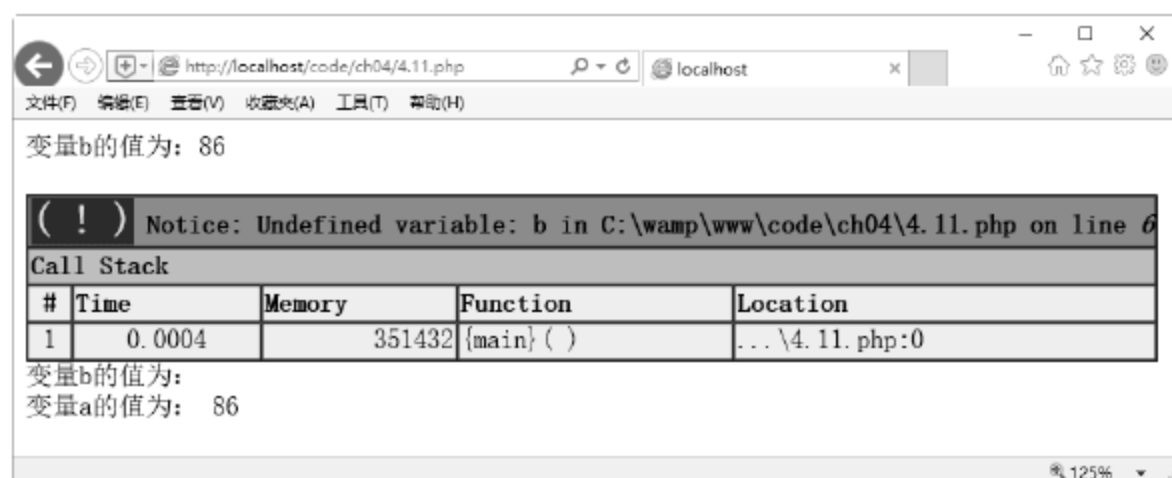 http://localhost/code/ch04/4.11.php
localhost
文件(F) 编辑(E) 查看(V) 收藏夹(A) 工具(T) 帮助(H)
变量b的值为：86
( ! ) Notice: Undefined variable: b in C:\wamp\www\code\ch04\4.11.php on line 6
Call Stack
# Time Memory Function Location
1 0.0004 351432 {main}( ) ...\4.11.php:0
变量b的值为：
变量a的值为： 86
125%